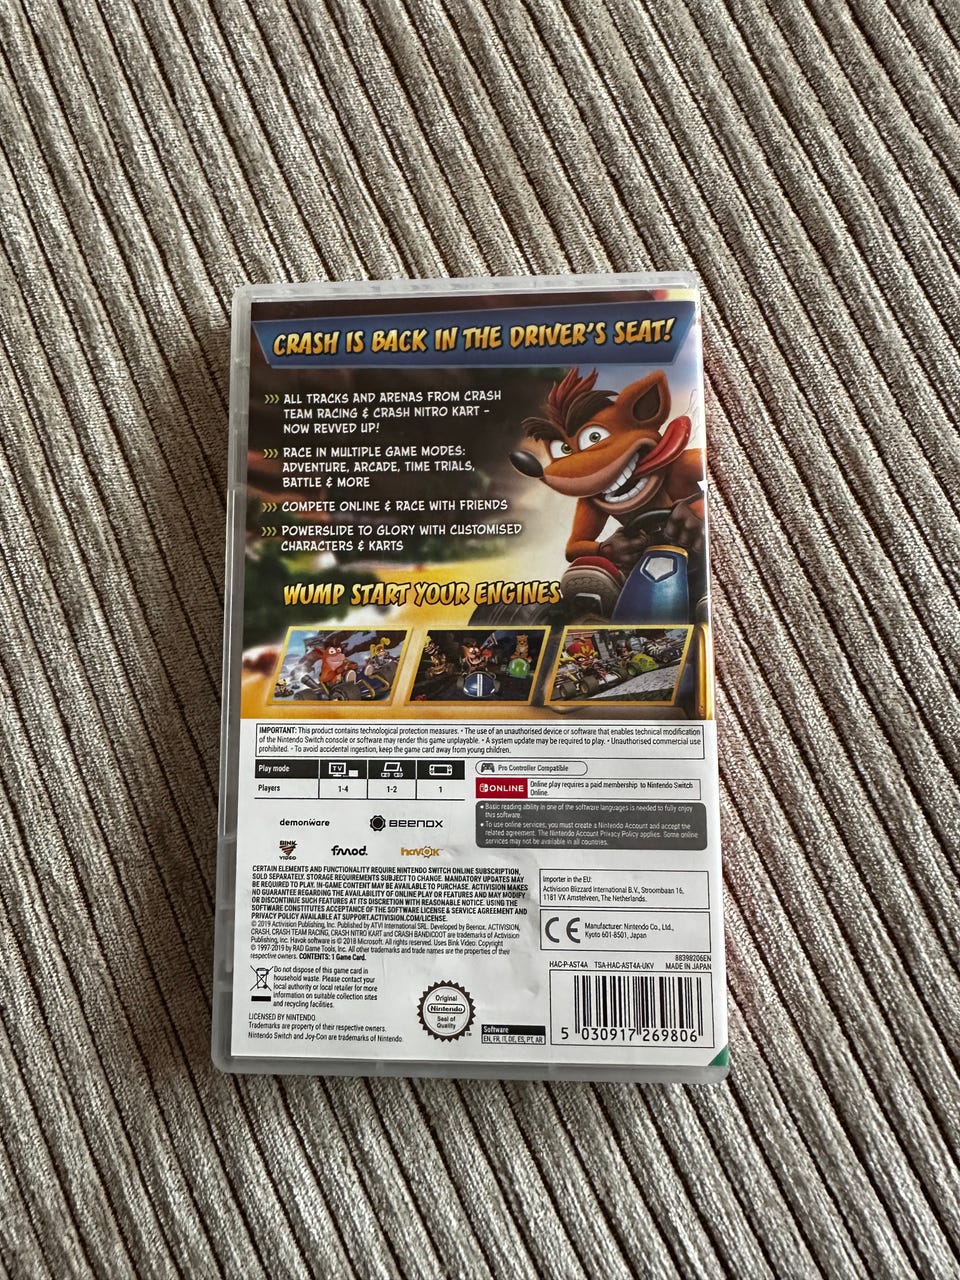 CRASH IS BACK IN THE DRIVER'S SEAT!
››› ALL TRACKS AND ARENAS FROM CRASH
TEAM RACING & CRASH NITRO KART –
NOW REVVED UP!
››› RACE IN MULTIPLE GAME MODES:
ADVENTURE, ARCADE, TIME TRIALS,
BATTLE & MORE
››› COMPETE ONLINE & RACE WITH FRIENDS
››› POWERSLIDE TO GLORY WITH CUSTOMISED
CHARACTERS & KARTS
WUMP START YOUR ENGINES
IMPORTANT: This product contains technological protection measures. • The use of an unauthorised device or software that enables technical modification
of the Nintendo Switch console or software may render this game unplayable. • A system update may be required to play. • Unauthorised commercial use
prohibited. • To avoid accidental ingestion, keep the game card away from young children.
Play mode TV
Players 1-4 1-2 1
Pro Controller Compatible
ONLINE Online play requires a paid membership to Nintendo Switch
Online.
• Basic reading ability in one of the software languages is needed to fully enjoy
this software.
• To use online services, you must create a Nintendo Account and accept the
related agreement. The Nintendo Account Privacy Policy applies. Some online
services may not be available in all countries.
demonware BEENOX
BINK VIDEO fmod havok
CERTAIN ELEMENTS AND FUNCTIONALITY REQUIRE NINTENDO SWITCH ONLINE SUBSCRIPTION,
SOLD SEPARATELY. STORAGE REQUIREMENTS SUBJECT TO CHANGE. MANDATORY UPDATES MAY
BE REQUIRED TO PLAY. IN-GAME CONTENT MAY BE AVAILABLE TO PURCHASE. ACTIVISION MAKES
NO GUARANTEE REGARDING THE AVAILABILITY OF ONLINE PLAY OR FEATURES AND MAY MODIFY
OR DISCONTINUE SUCH FEATURES AT ITS DISCRETION WITH REASONABLE NOTICE. USING THE
SOFTWARE CONSTITUTES ACCEPTANCE OF THE SOFTWARE LICENSE & SERVICE AGREEMENT AND
PRIVACY POLICY AVAILABLE AT SUPPORT.ACTIVISION.COM/LICENSE.
© 2019 Activision Publishing, Inc. Published by ATVI International SRL. Developed by Beenox. ACTIVISION,
CRASH, CRASH TEAM RACING, CRASH NITRO KART and CRASH BANDICOOT are trademarks of Activision
Publishing, Inc. Havok software is © 2018 Microsoft. All rights reserved. Uses Bink Video. Copyright
© 1997-2019 by RAD Game Tools, Inc. All other trademarks and trade names are the properties of their
respective owners. CONTENTS: 1 Game Card.
Do not dispose of this game card in
household waste. Please contact your
local authority or local retailer for more
information on suitable collection sites
and recycling facilities.
LICENSED BY NINTENDO.
Trademarks are property of their respective owners.
Nintendo Switch and Joy-Con are trademarks of Nintendo.
Original
Nintendo
Seal of
Quality
TM
Software
EN, FR, IT, DE, ES, PT, AR
Importer in the EU:
Activision Blizzard International B.V., Stroombaan 16,
1181 VX Amstelveen, The Netherlands.
CE Manufacturer: Nintendo Co., Ltd.,
Kyoto 601-8501, Japan
88398206EN
HAC-P-AST4A TSA-HAC-AST4A-UKV MADE IN JAPAN
5 030917 269806